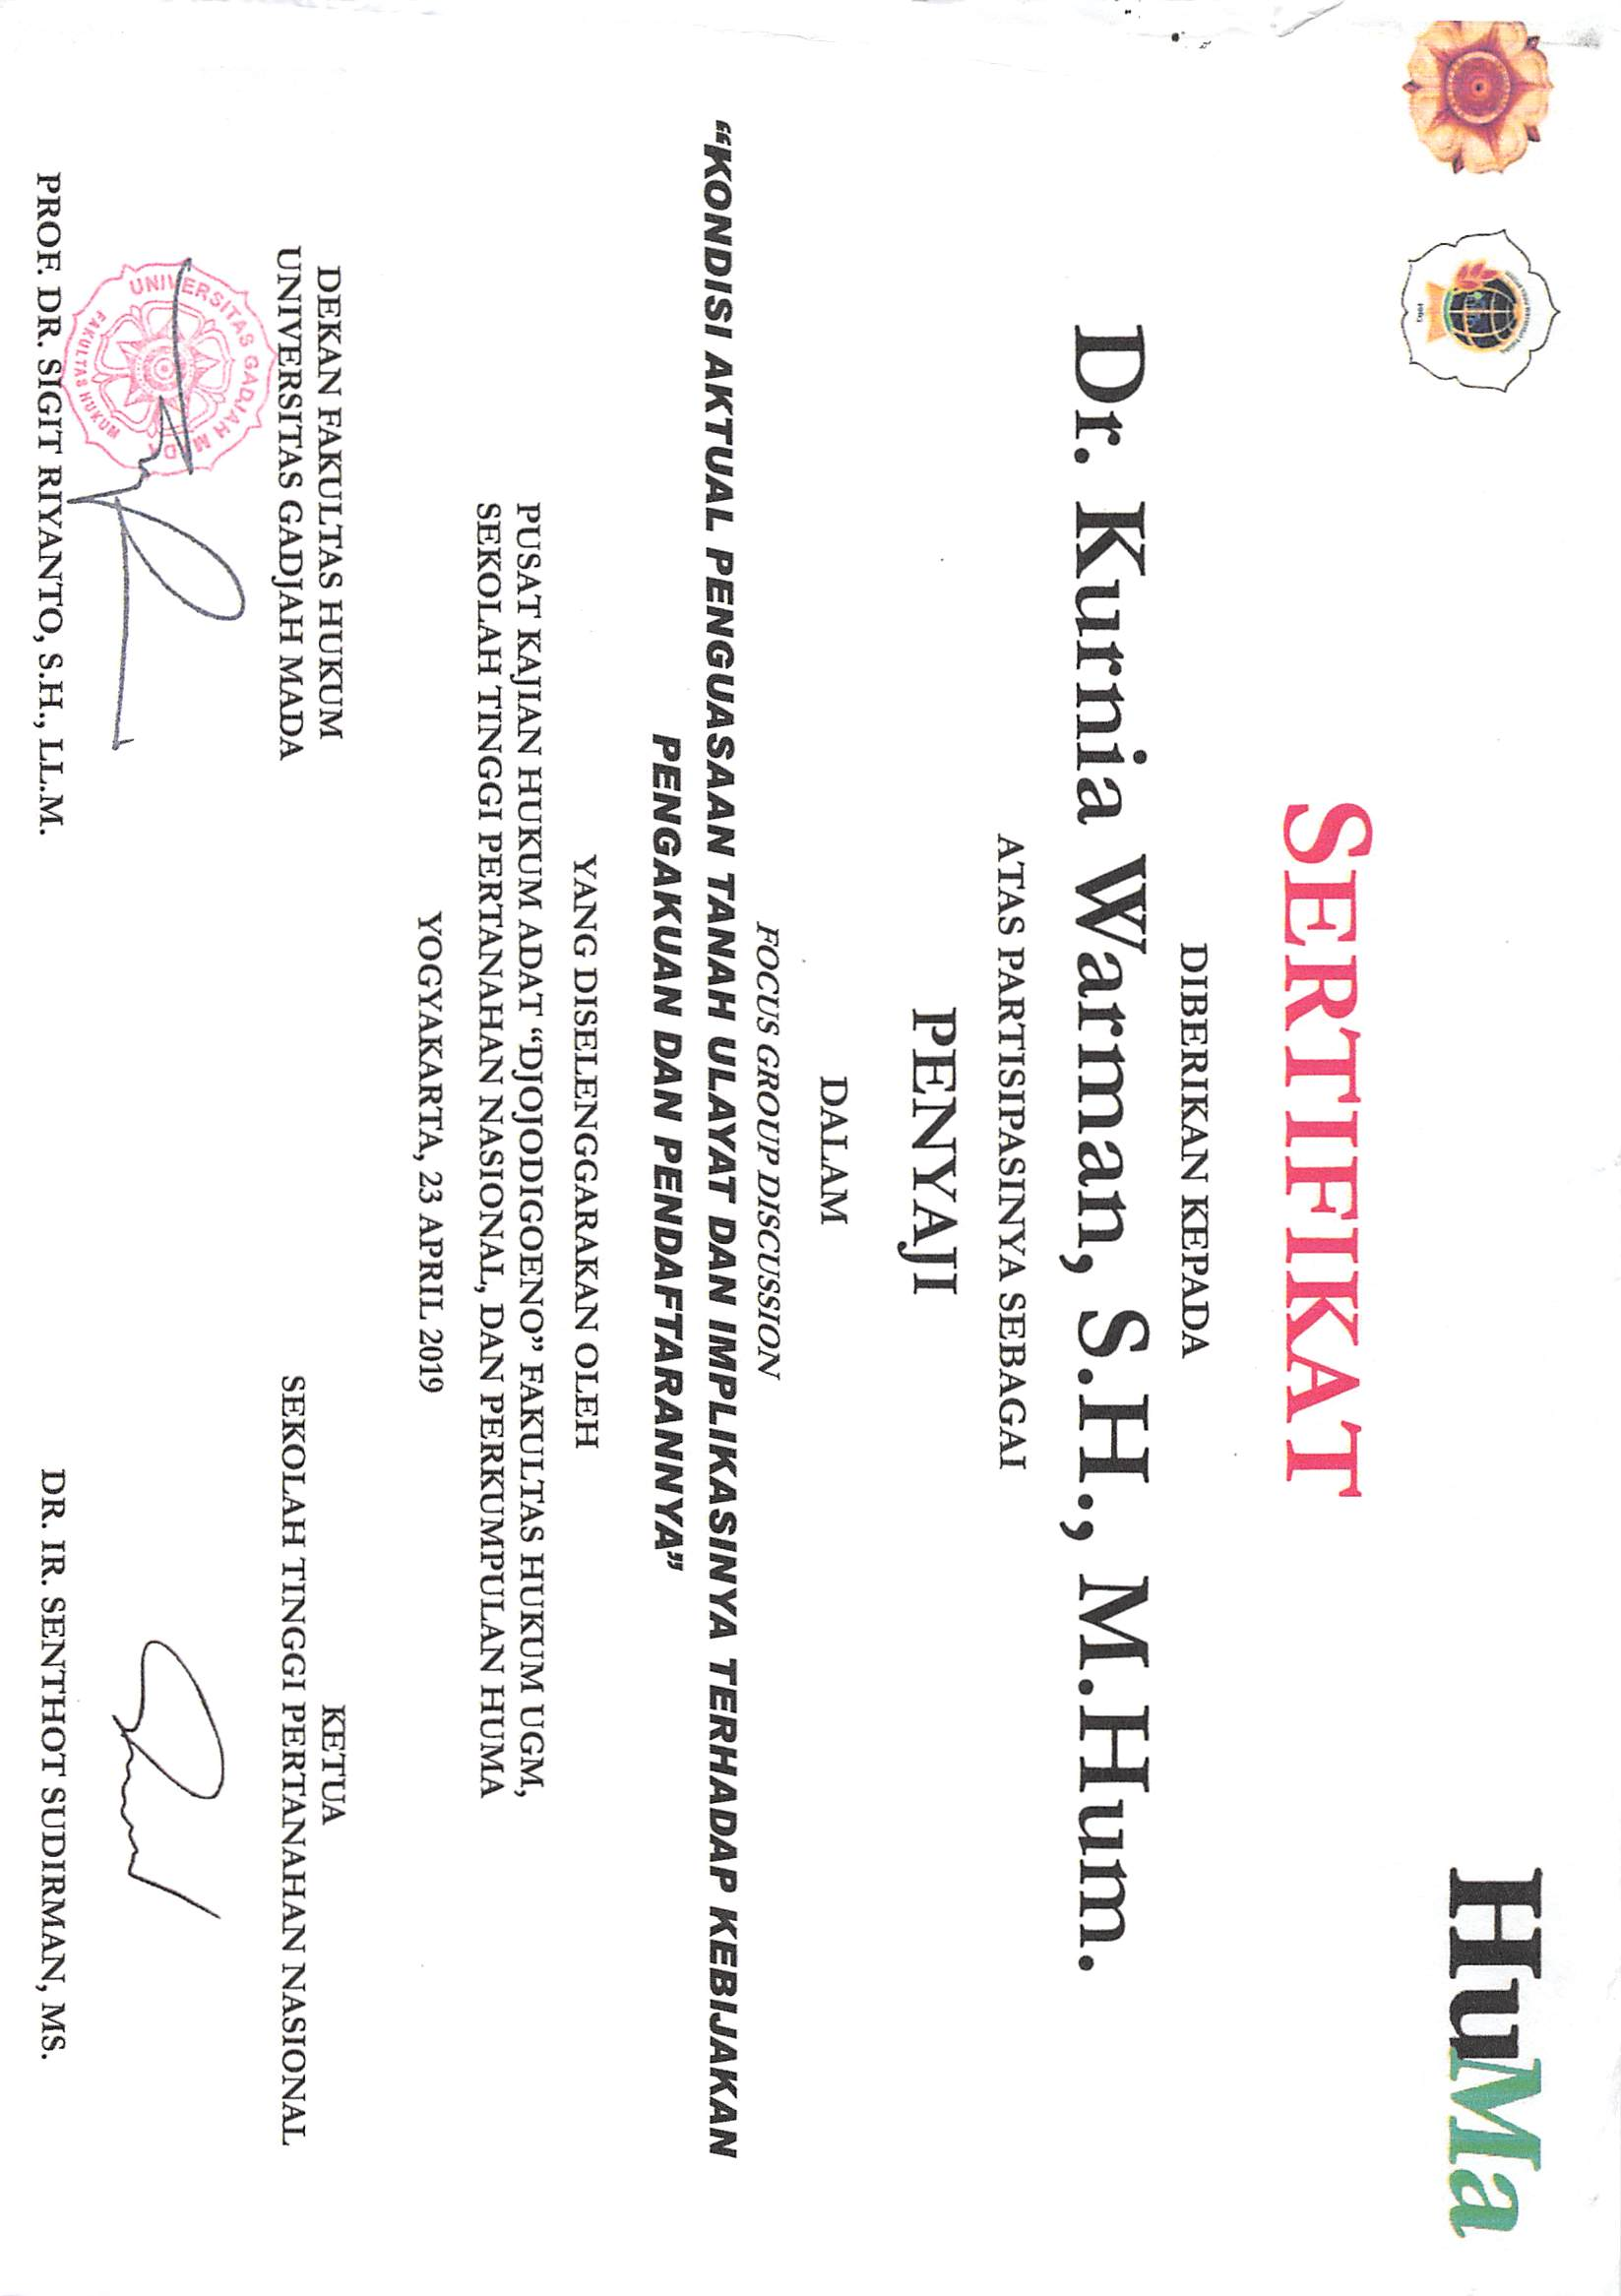 HuMa
SERTIFIKAT
DIBERIKAN KEPADA
Dr. Kurnia Warman, S.H., M.Hum.
ATAS PARTISIPASINYA SEBAGAI
PENYAJI
DALAM
FOCUS GROUP DISCUSSION
“KONDISI AKTUAL PENGUASAAN TANAH ULAYAT DAN IMPLIKASINYA TERHADAP KEBIJAKAN
PENGAKUAN DAN PENDAFTARANNYA”
YANG DISELENGGARAKAN OLEH
PUSAT KAJIAN HUKUM ADAT “DJOJODIGOENO” FAKULTAS HUKUM UGM,
SEKOLAH TINGGI PERTANAHAN NASIONAL, DAN PERKUMPULAN HUMA
YOGYAKARTA, 23 APRIL 2019
DEKAN FAKULTAS HUKUM
UNIVERSITAS GADJAH MADA
UNIVERSITAS GADJAH
FAKULTAS HUKUM
PROF. DR. SIGIT RIYANTO, S.H., LL.M.
KETUA
SEKOLAH TINGGI PERTANAHAN NASIONAL
DR. IR. SENTHOT SUDIRMAN, MS.